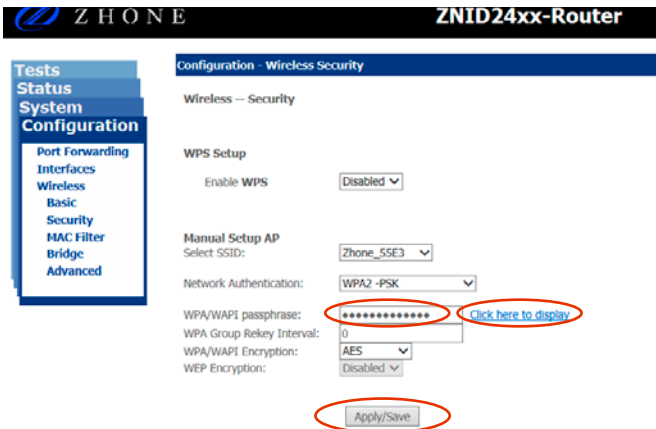 ZHONE
ZNID24xx-Router
Tests
Status
System
Configuration
Port Forwarding
Interfaces
Wireless
Basic
Security
MAC Filter
Bridge
Advanced
Configuration - Wireless Security
Wireless -- Security
WPS Setup
Enable WPS Disabled
Manual Setup AP
Select SSID: Zhone_55E3
Network Authentication: WPA2 -PSK
WPA/WAPI passphrase: ••••••••••••• Click here to display
WPA Group Rekey Interval: 0
WPA/WAPI Encryption: AES
WEP Encryption: Disabled
Apply/Save